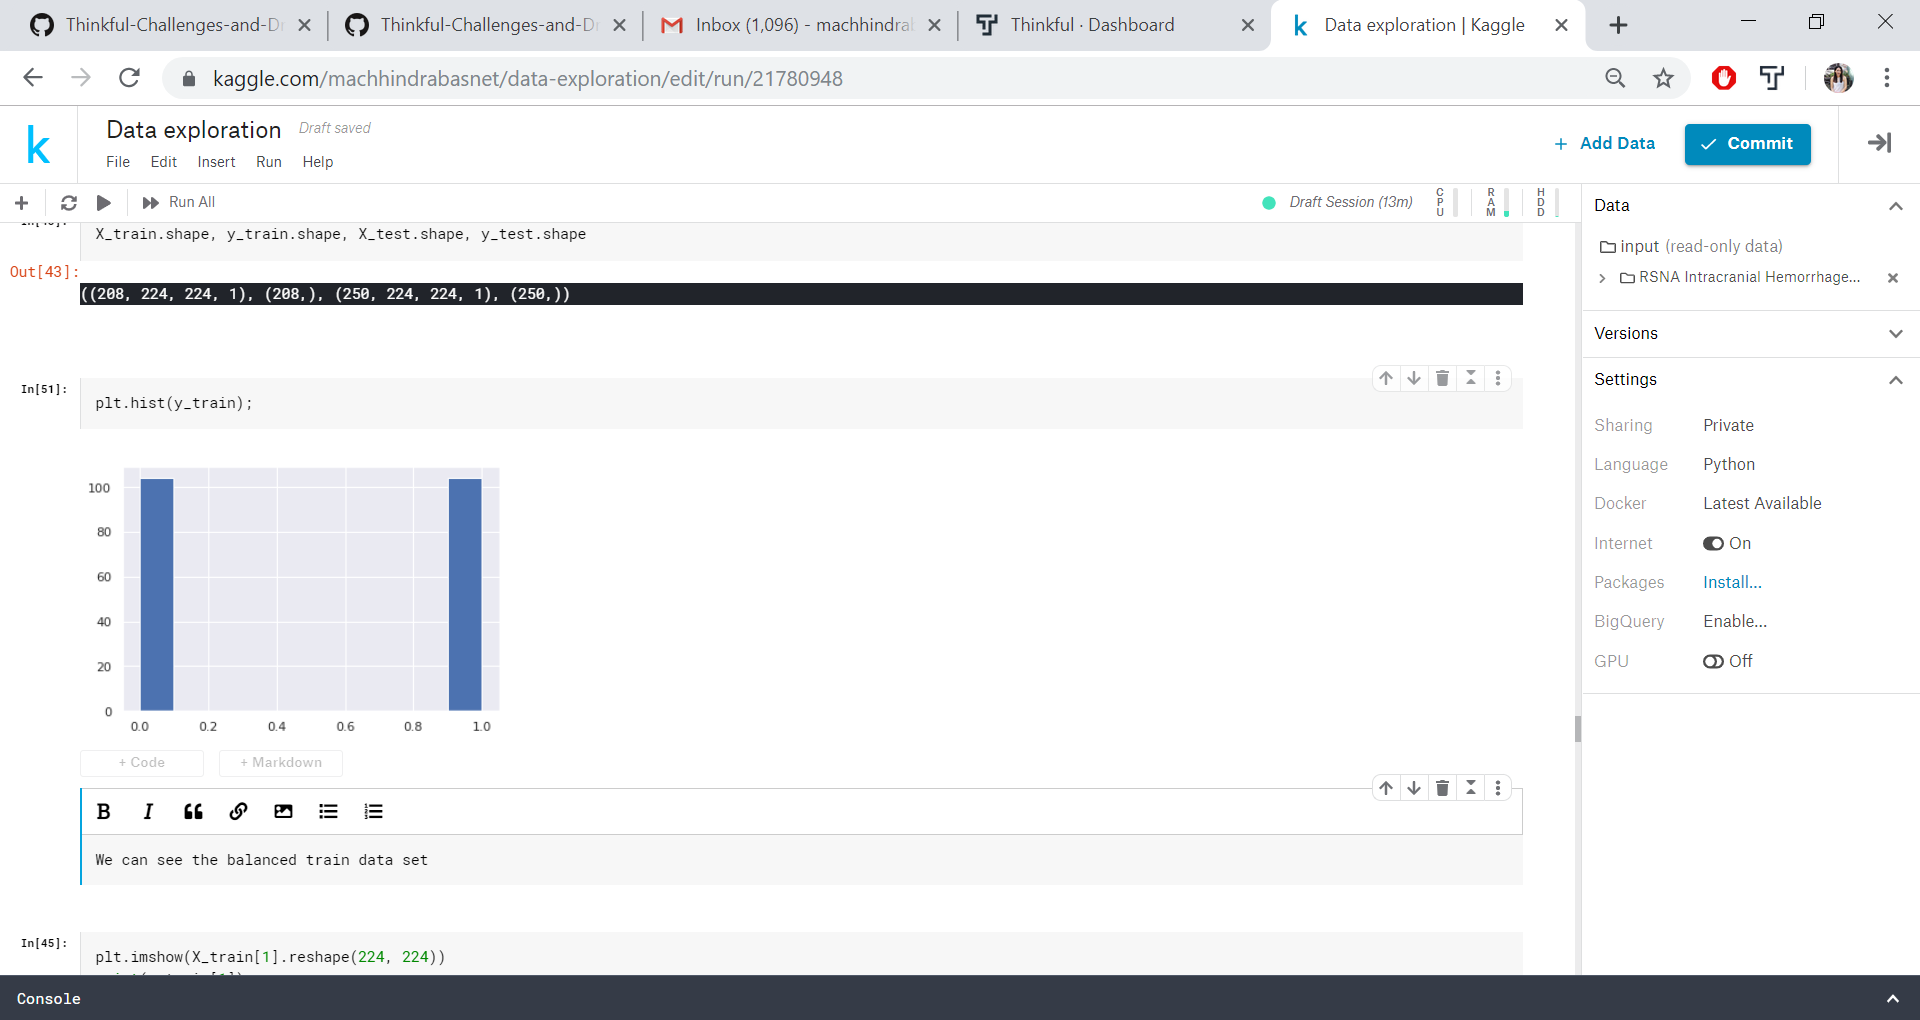 Thinkful-Challenges-and-Dr
Thinkful-Challenges-and-Dr
Inbox (1,096) - machhindrab
Thinkful · Dashboard
Data exploration | Kaggle
kaggle.com/machhindrabasnet/data-exploration/edit/run/21780948
k
Data exploration
Draft saved
File Edit Insert Run Help
+ Add Data
Commit
Run All
Draft Session (13m)
CPU
RAM
HDD
X_train.shape, y_train.shape, X_test.shape, y_test.shape
Out[43]:
((208, 224, 224, 1), (208,), (250, 224, 224, 1), (250,))
In[51]:
plt.hist(y_train);
100
80
60
40
20
0
0.0 0.2 0.4 0.6 0.8 1.0
+ Code
+ Markdown
B I
We can see the balanced train data set
In[45]:
plt.imshow(X_train[1].reshape(224, 224))
Console
Data
input (read-only data)
RSNA Intracranial Hemorrhage...
Versions
Settings
Sharing Private
Language Python
Docker Latest Available
Internet On
Packages Install...
BigQuery Enable...
GPU Off